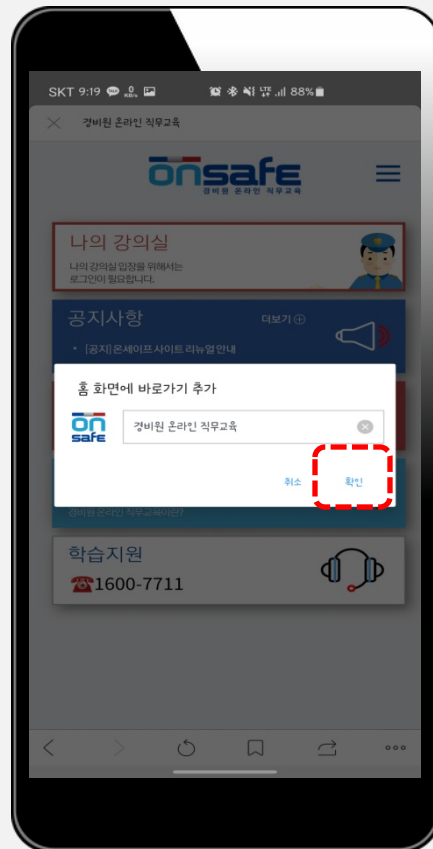 SKT 9:19 0 KB/s LTE 88%
경비원 온라인 직무교육
onsafe
경비원 온라인 직무교육
나의 강의실
나의 강의실 입장을 위해서는
로그인이 필요합니다.
공지사항 더보기
• [공지]온세이프 사이트 리뉴얼 안내
홈 화면에 바로가기 추가
on
safe
경비원 온라인 직무교육
취소 확인
경비원 온라인 직무교육이란?
학습지원
☎1600-7711